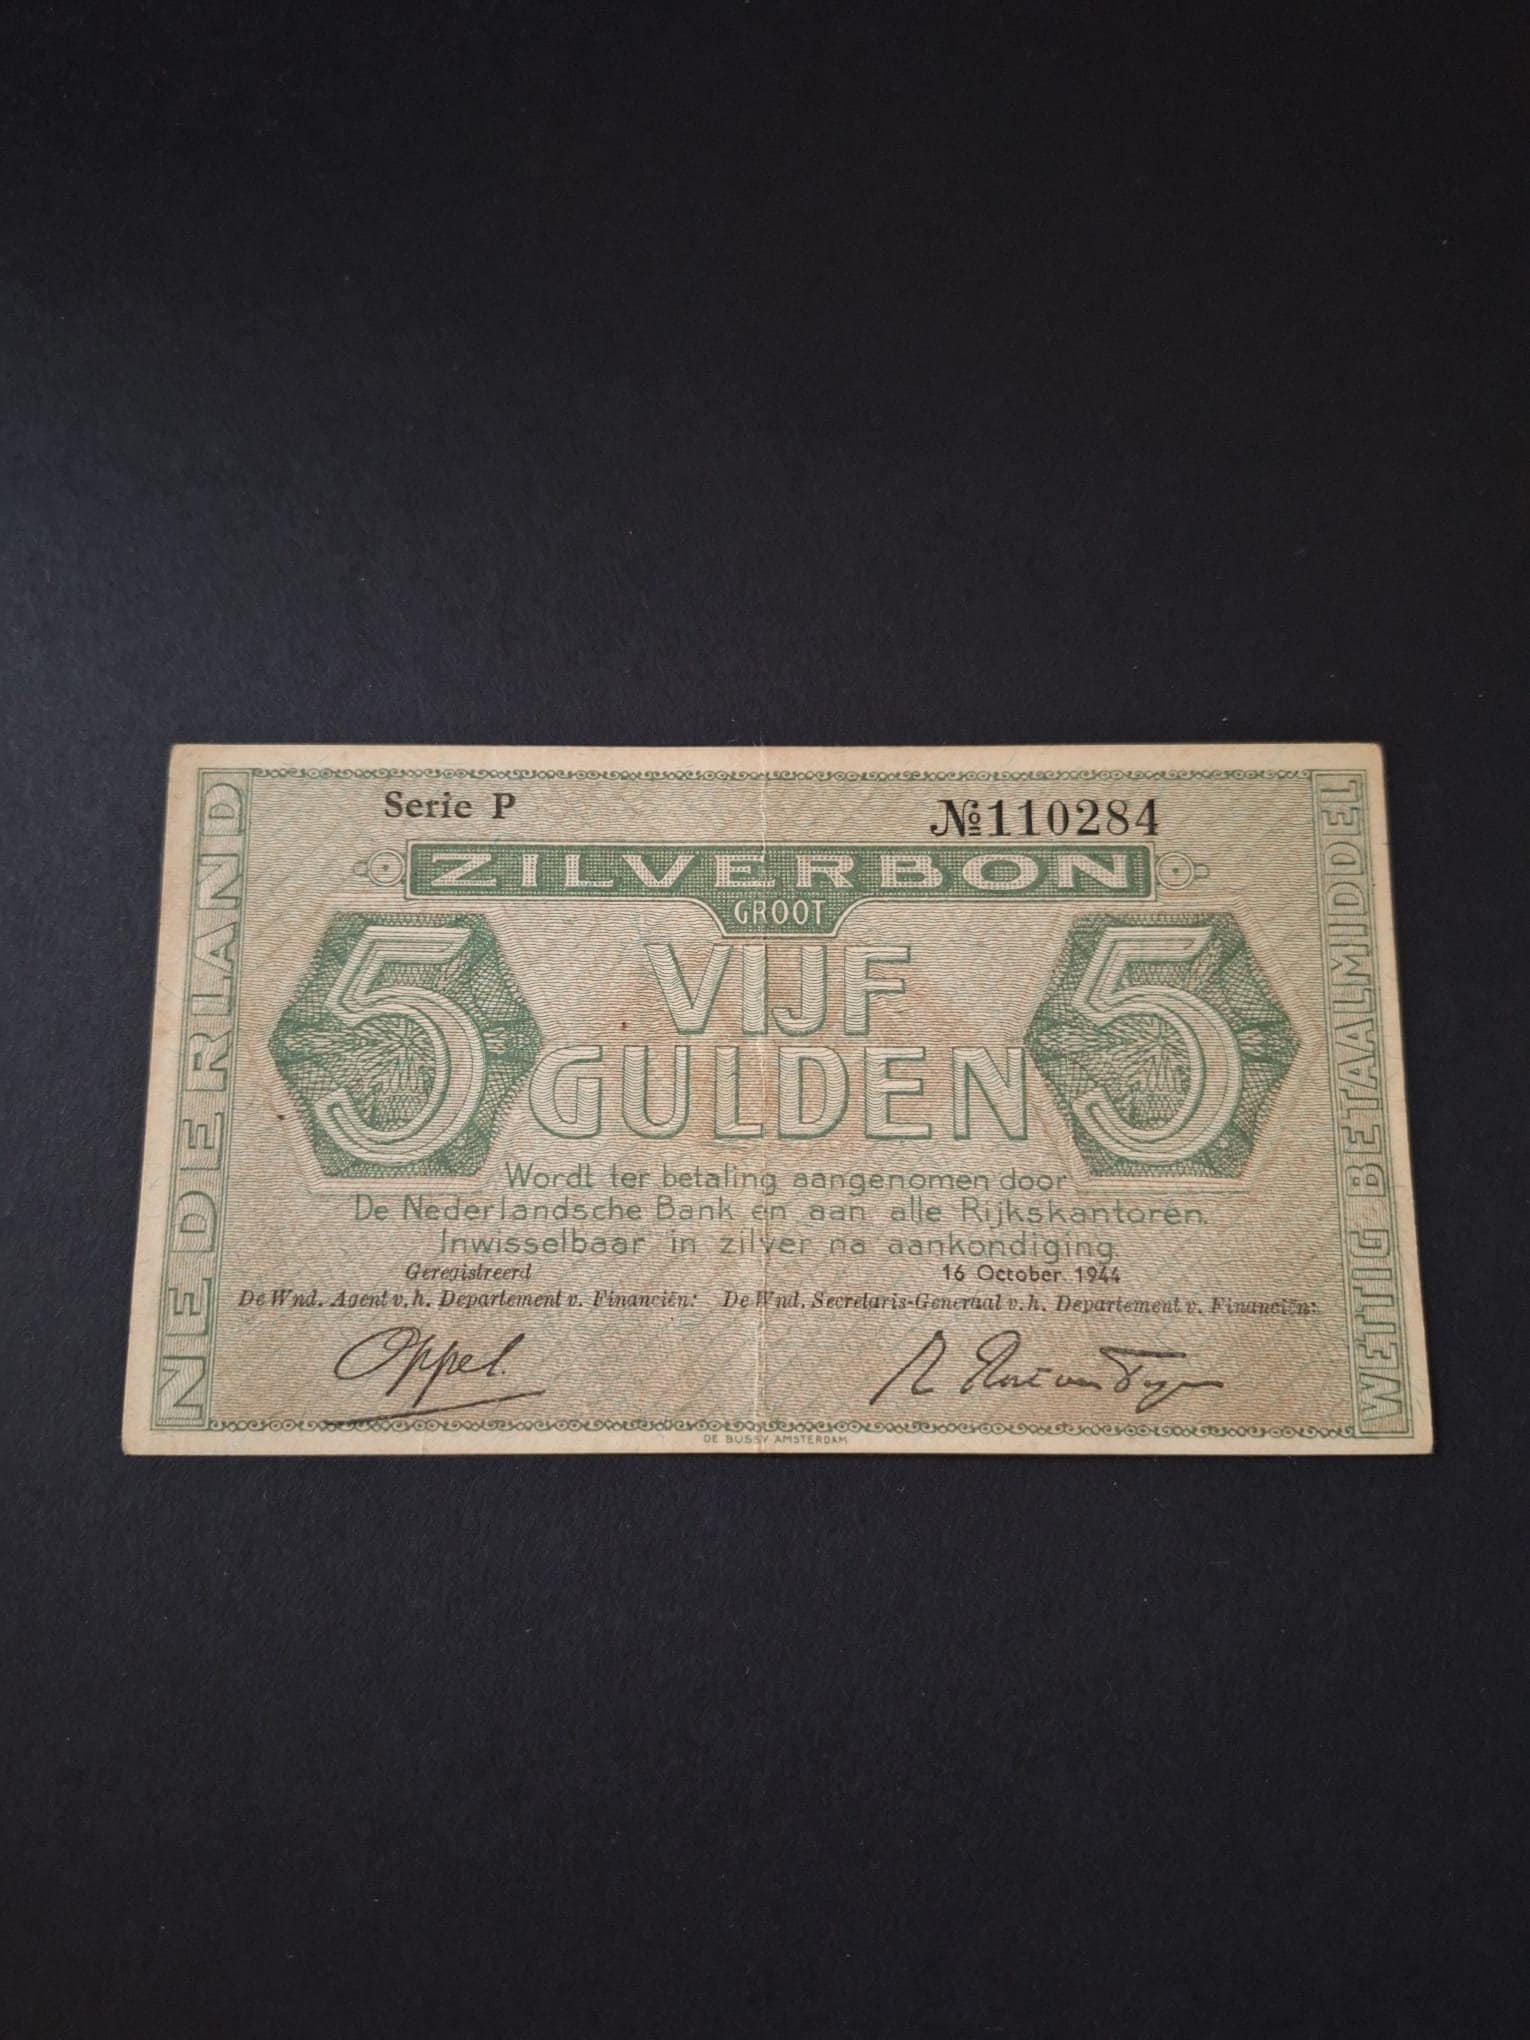 Serie P
№110284
ZILVERBON
GROOT
5
VIJF
GULDEN
5
NEDERLAND
WETTIG BETAALMIDDEL
Wordt ter betaling aangenomen door
De Nederlandsche Bank en aan alle Rijkskantoren.
Inwisselbaar in zilver na aankondiging.
Geregistreerd
16 October 1944
De Wnd. Agent v. h. Departement v. Financiën:
De Wnd. Secretaris-Generaal v. h. Departement v. Financiën:
Oppel.
DE BUSSY AMSTERDAM